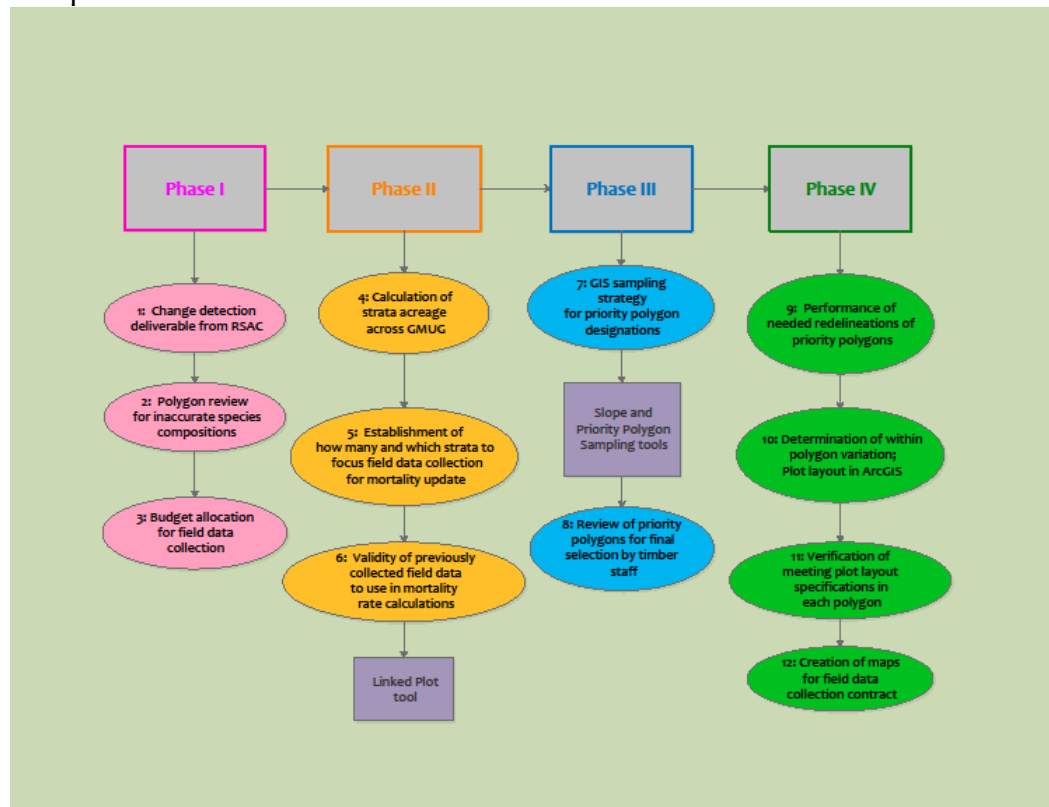 Phase I
Phase II
Phase III
Phase IV
1: Change detection
deliverable from RSAC
2: Polygon review
for inaccurate species
compositions
3: Budget allocation
for field data
collection
4: Calculation of
strata acreage
across GMUG
5: Establishment of
how many and which strata to
focus field data collection
for mortality update
6: Validity of previously
collected field data
to use in mortality
rate calculations
Linked Plot
tool
7: GIS sampling
strategy
for priority polygon
designations
Slope and
Priority Polygon
Sampling tools
8: Review of priority
polygons for final
selection by timber
staff
9: Performance of
needed redelineations of
priority polygons
10: Determination of within
polygon variation;
Plot layout in ArcGIS
11: Verification of
meeting plot layout
specifications in
each polygon
12: Creation of maps
for field data
collection contract